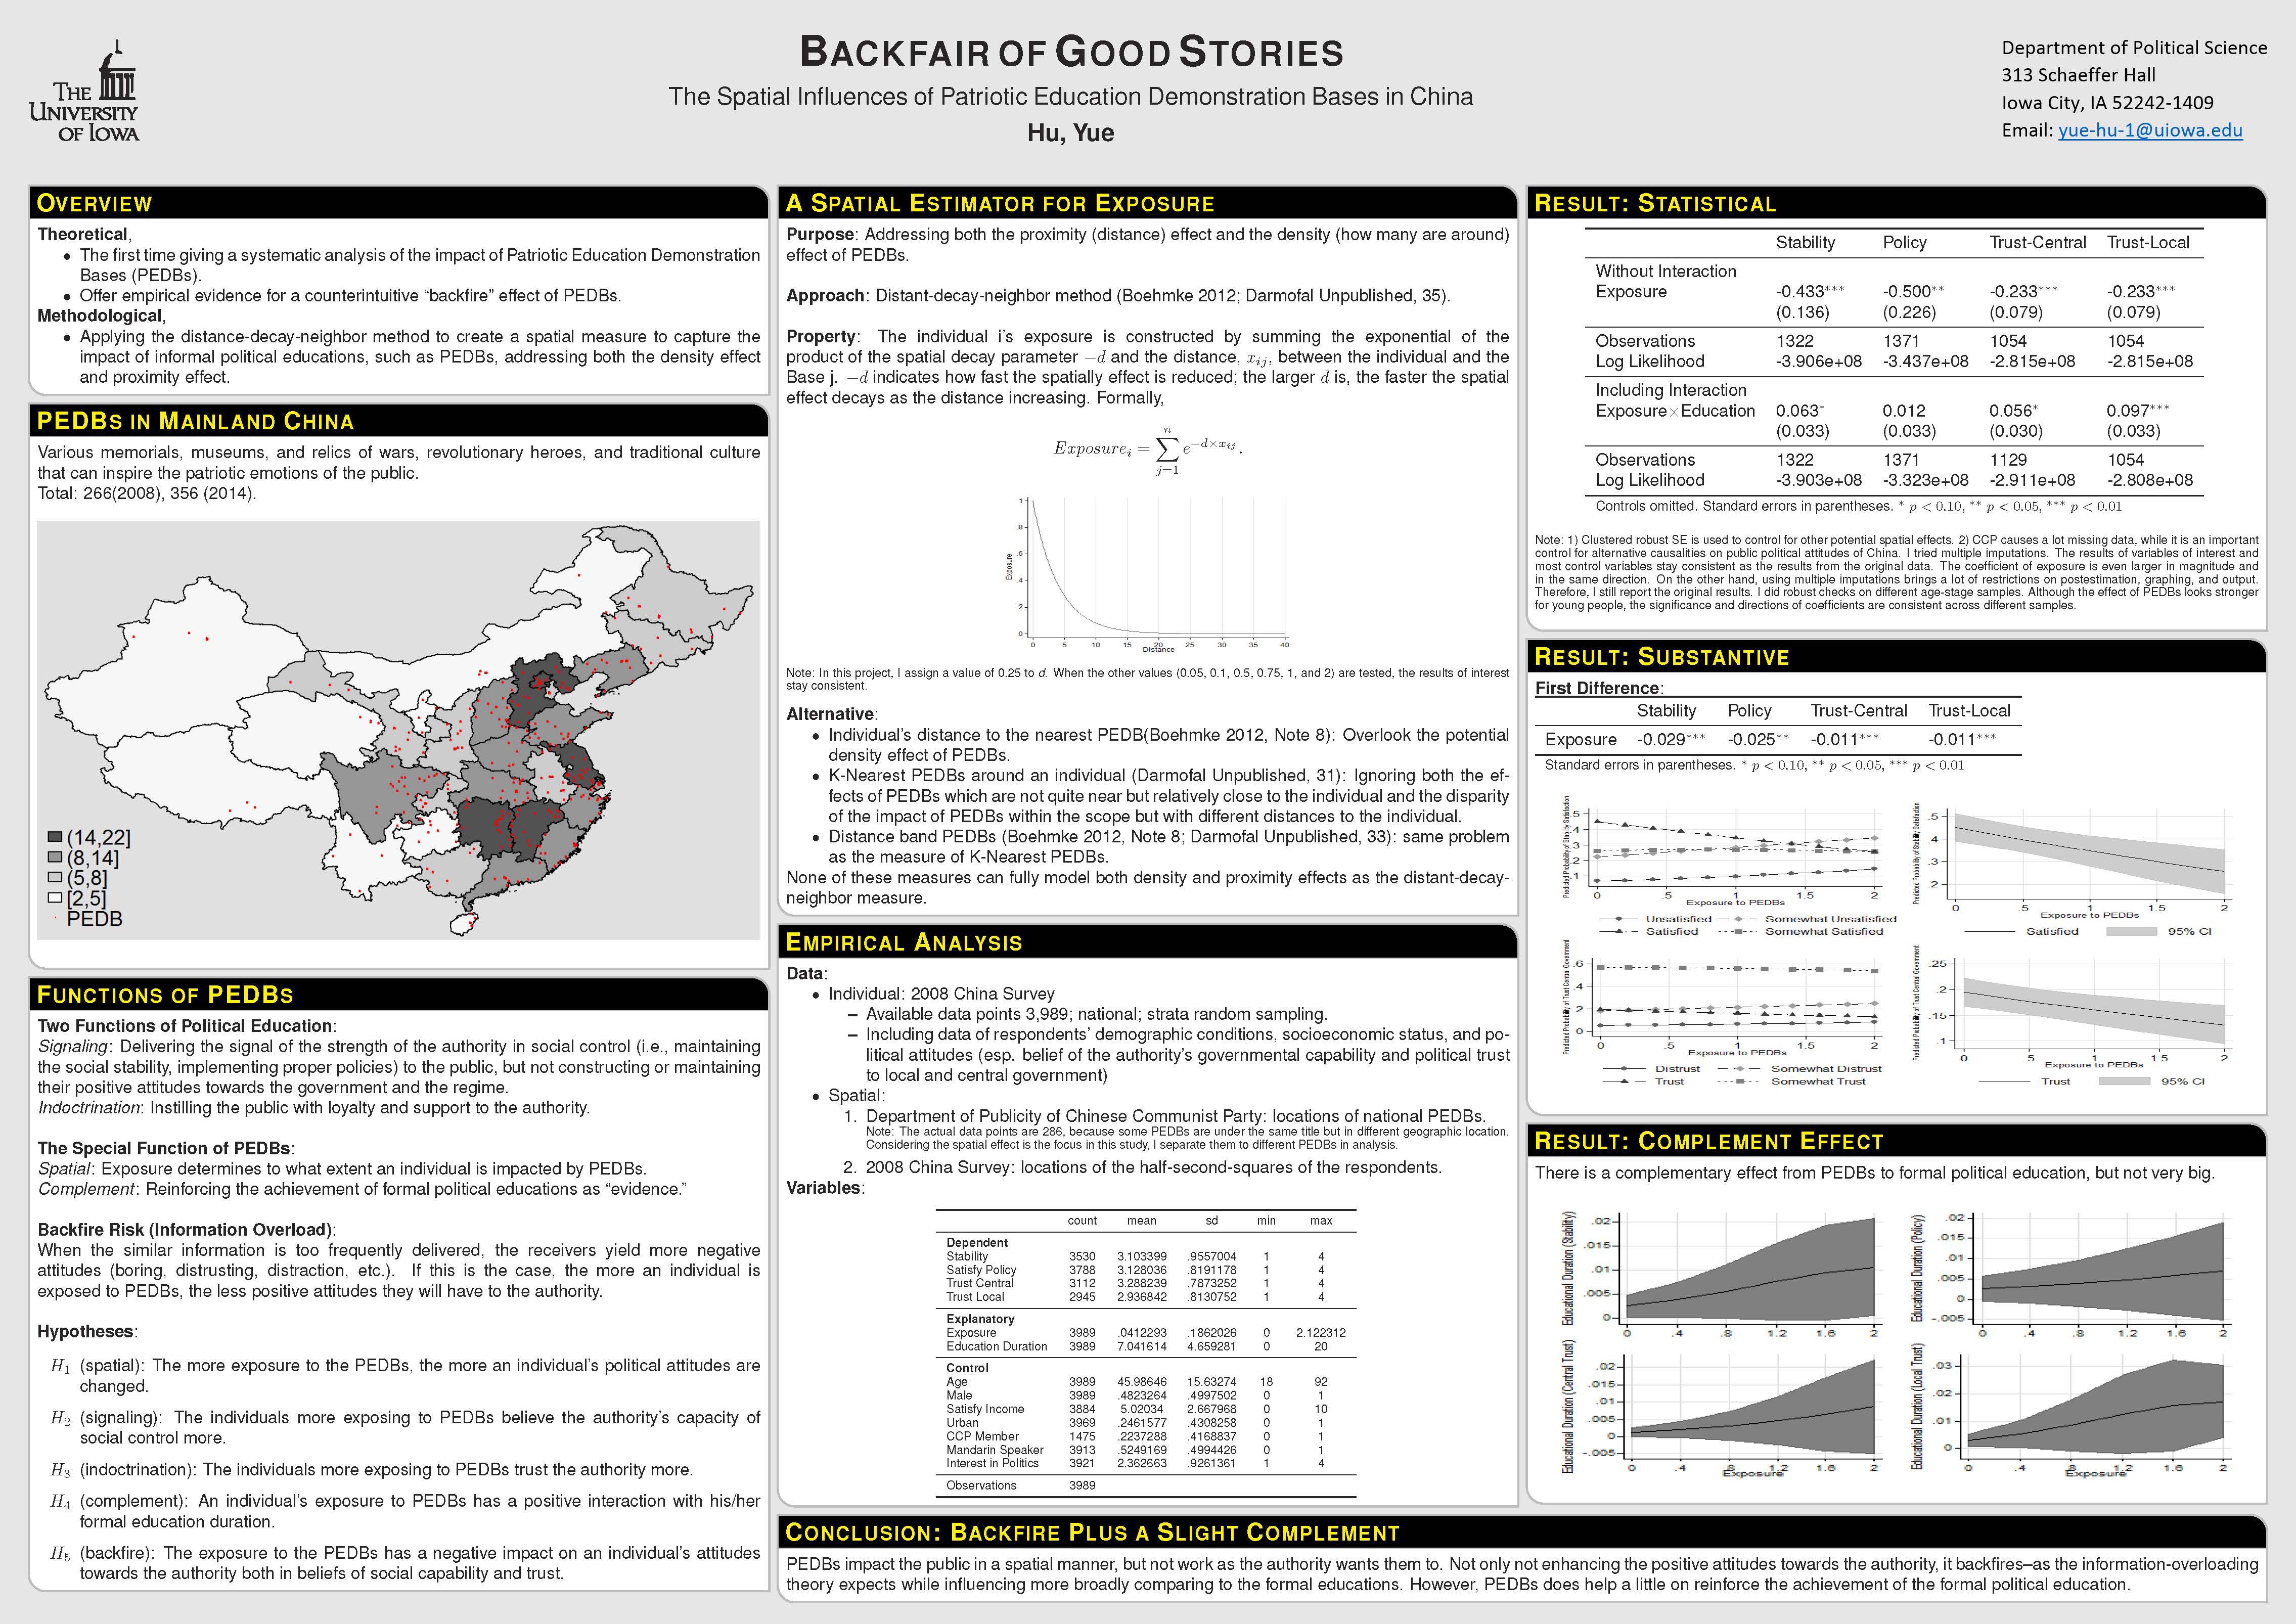 THE
UNIVERSITY
OF IOWA
BACKFAIR OF GOOD STORIES
The Spatial Influences of Patriotic Education Demonstration Bases in China
Hu, Yue
Department of Political Science
313 Schaeffer Hall
Iowa City, IA 52242-1409
Email: yue-hu-1@uiowa.edu
OVERVIEW
Theoretical,
• The first time giving a systematic analysis of the impact of Patriotic Education Demonstration
Bases (PEDBs).
• Offer empirical evidence for a counterintuitive “backfire” effect of PEDBs.
Methodological,
• Applying the distance-decay-neighbor method to create a spatial measure to capture the
impact of informal political educations, such as PEDBs, addressing both the density effect
and proximity effect.
PEDBS IN MAINLAND CHINA
Various memorials, museums, and relics of wars, revolutionary heroes, and traditional culture
that can inspire the patriotic emotions of the public.
Total: 266(2008), 356 (2014).
(14,22]
(8,14]
(5,8]
[2,5]
PEDB
FUNCTIONS OF PEDBS
Two Functions of Political Education:
Signaling: Delivering the signal of the strength of the authority in social control (i.e., maintaining
the social stability, implementing proper policies) to the public, but not constructing or maintaining
their positive attitudes towards the government and the regime.
Indoctrination: Instilling the public with loyalty and support to the authority.
The Special Function of PEDBs:
Spatial: Exposure determines to what extent an individual is impacted by PEDBs.
Complement: Reinforcing the achievement of formal political educations as “evidence.”
Backfire Risk (Information Overload):
When the similar information is too frequently delivered, the receivers yield more negative
attitudes (boring, distrusting, distraction, etc.). If this is the case, the more an individual is
exposed to PEDBs, the less positive attitudes they will have to the authority.
Hypotheses:
H1 (spatial): The more exposure to the PEDBs, the more an individual’s political attitudes are
changed.
H2 (signaling): The individuals more exposing to PEDBs believe the authority’s capacity of
social control more.
H3 (indoctrination): The individuals more exposing to PEDBs trust the authority more.
H4 (complement): An individual’s exposure to PEDBs has a positive interaction with his/her
formal education duration.
H5 (backfire): The exposure to the PEDBs has a negative impact on an individual’s attitudes
towards the authority both in beliefs of social capability and trust.
A SPATIAL ESTIMATOR FOR EXPOSURE
Purpose: Addressing both the proximity (distance) effect and the density (how many are around)
effect of PEDBs.
Approach: Distant-decay-neighbor method (Boehmke 2012; Darmofal Unpublished, 35).
Property: The individual i’s exposure is constructed by summing the exponential of the
product of the spatial decay parameter −d and the distance, xij, between the individual and the
Base j. −d indicates how fast the spatially effect is reduced; the larger d is, the faster the spatial
effect decays as the distance increasing. Formally,
Exposurei = ∑ n j=1 e−d×xij.
Exposure
1 .8 .6 .4 .2 0
0 5 10 15 20 25 30 35 40
Distance
Note: In this project, I assign a value of 0.25 to d. When the other values (0.05, 0.1, 0.5, 0.75, 1, and 2) are tested, the results of interest
stay consistent.
Alternative:
• Individual’s distance to the nearest PEDB(Boehmke 2012, Note 8): Overlook the potential
density effect of PEDBs.
• K-Nearest PEDBs around an individual (Darmofal Unpublished, 31): Ignoring both the ef-
fects of PEDBs which are not quite near but relatively close to the individual and the disparity
of the impact of PEDBs within the scope but with different distances to the individual.
• Distance band PEDBs (Boehmke 2012, Note 8; Darmofal Unpublished, 33): same problem
as the measure of K-Nearest PEDBs.
None of these measures can fully model both density and proximity effects as the distant-decay-
neighbor measure.
EMPIRICAL ANALYSIS
Data:
• Individual: 2008 China Survey
– Available data points 3,989; national; strata random sampling.
– Including data of respondents’ demographic conditions, socioeconomic status, and po-
litical attitudes (esp. belief of the authority’s governmental capability and political trust
to local and central government)
• Spatial:
1. Department of Publicity of Chinese Communist Party: locations of national PEDBs.
Note: The actual data points are 286, because some PEDBs are under the same title but in different geographic location.
Considering the spatial effect is the focus in this study, I separate them to different PEDBs in analysis.
2. 2008 China Survey: locations of the half-second-squares of the respondents.
Variables:
count mean sd min max
Dependent
Stability 3530 3.103399 .9557004 1 4
Satisfy Policy 3788 3.128036 .8191178 1 4
Trust Central 3112 3.288239 .7873252 1 4
Trust Local 2945 2.936842 .8130752 1 4
Explanatory
Exposure 3989 .0412293 .1862026 0 2.122312
Education Duration 3989 7.041614 4.659281 0 20
Control
Age 3989 45.98646 15.63274 18 92
Male 3989 .4823264 .4997502 0 1
Satisfy Income 3884 5.02034 2.667968 0 10
Urban 3969 .2461577 .4308258 0 1
CCP Member 1475 .2237288 .4168837 0 1
Mandarin Speaker 3913 .5249169 .4994426 0 1
Interest in Politics 3921 2.362663 .9261361 1 4
Observations 3989
RESULT: STATISTICAL
Stability Policy Trust-Central Trust-Local
Without Interaction
Exposure -0.433*** -0.500** -0.233*** -0.233***
(0.136) (0.226) (0.079) (0.079)
Observations 1322 1371 1054 1054
Log Likelihood -3.906e+08 -3.437e+08 -2.815e+08 -2.815e+08
Including Interaction
Exposure×Education 0.063* 0.012 0.056* 0.097***
(0.033) (0.033) (0.030) (0.033)
Observations 1322 1371 1129 1054
Log Likelihood -3.903e+08 -3.323e+08 -2.911e+08 -2.808e+08
Controls omitted. Standard errors in parentheses. * p < 0.10, ** p < 0.05, *** p < 0.01
Note: 1) Clustered robust SE is used to control for other potential spatial effects. 2) CCP causes a lot missing data, while it is an important
control for alternative causalities on public political attitudes of China. I tried multiple imputations. The results of variables of interest and
most control variables stay consistent as the results from the original data. The coefficient of exposure is even larger in magnitude and
in the same direction. On the other hand, using multiple imputations brings a lot of restrictions on postestimation, graphing, and output.
Therefore, I still report the original results. I did robust checks on different age-stage samples. Although the effect of PEDBs looks stronger
for young people, the significance and directions of coefficients are consistent across different samples.
RESULT: SUBSTANTIVE
First Difference:
Stability Policy Trust-Central Trust-Local
Exposure -0.029*** -0.025** -0.011*** -0.011***
Standard errors in parentheses. * p < 0.10, ** p < 0.05, *** p < 0.01
Predicted Probability of Stability Satisfaction
.5 .4 .3 .2 .1
0 .5 1 1.5 2
Exposure to PEDBs
Unsatisfied Somewhat Unsatisfied
Satisfied Somewhat Satisfied
Predicted Probability of Stability Satisfaction
.5 .4 .3 .2
0 .5 1 1.5 2
Exposure to PEDBs
Satisfied 95% CI
Predicted Probability of Trust Central Government
.6 .4 .2 0
0 .5 1 1.5 2
Exposure to PEDBs
Distrust Somewhat Distrust
Trust Somewhat Trust
Predicted Probability of Trust Central Government
.25 .2 .15 .1
0 .5 1 1.5 2
Exposure to PEDBs
Trust 95% CI
RESULT: COMPLEMENT EFFECT
There is a complementary effect from PEDBs to formal political education, but not very big.
Educational Duration (Stability)
.02 .015 .01 .005 0
0 .4 .8 1.2 1.6 2
Educational Duration (Policy)
.02 .015 .01 .005 0 -.005
0 .4 .8 1.2 1.6 2
Educational Duration (Central Trust)
.02 .015 .01 .005 0 -.005
0 .4 .8 1.2 1.6 2
Exposure
Educational Duration (Local Trust)
.03 .02 .01 0
0 .4 .8 1.2 1.6 2
Exposure
CONCLUSION: BACKFIRE PLUS A SLIGHT COMPLEMENT
PEDBs impact the public in a spatial manner, but not work as the authority wants them to. Not only not enhancing the positive attitudes towards the authority, it backfires–as the information-overloading
theory expects while influencing more broadly comparing to the formal educations. However, PEDBs does help a little on reinforce the achievement of the formal political education.